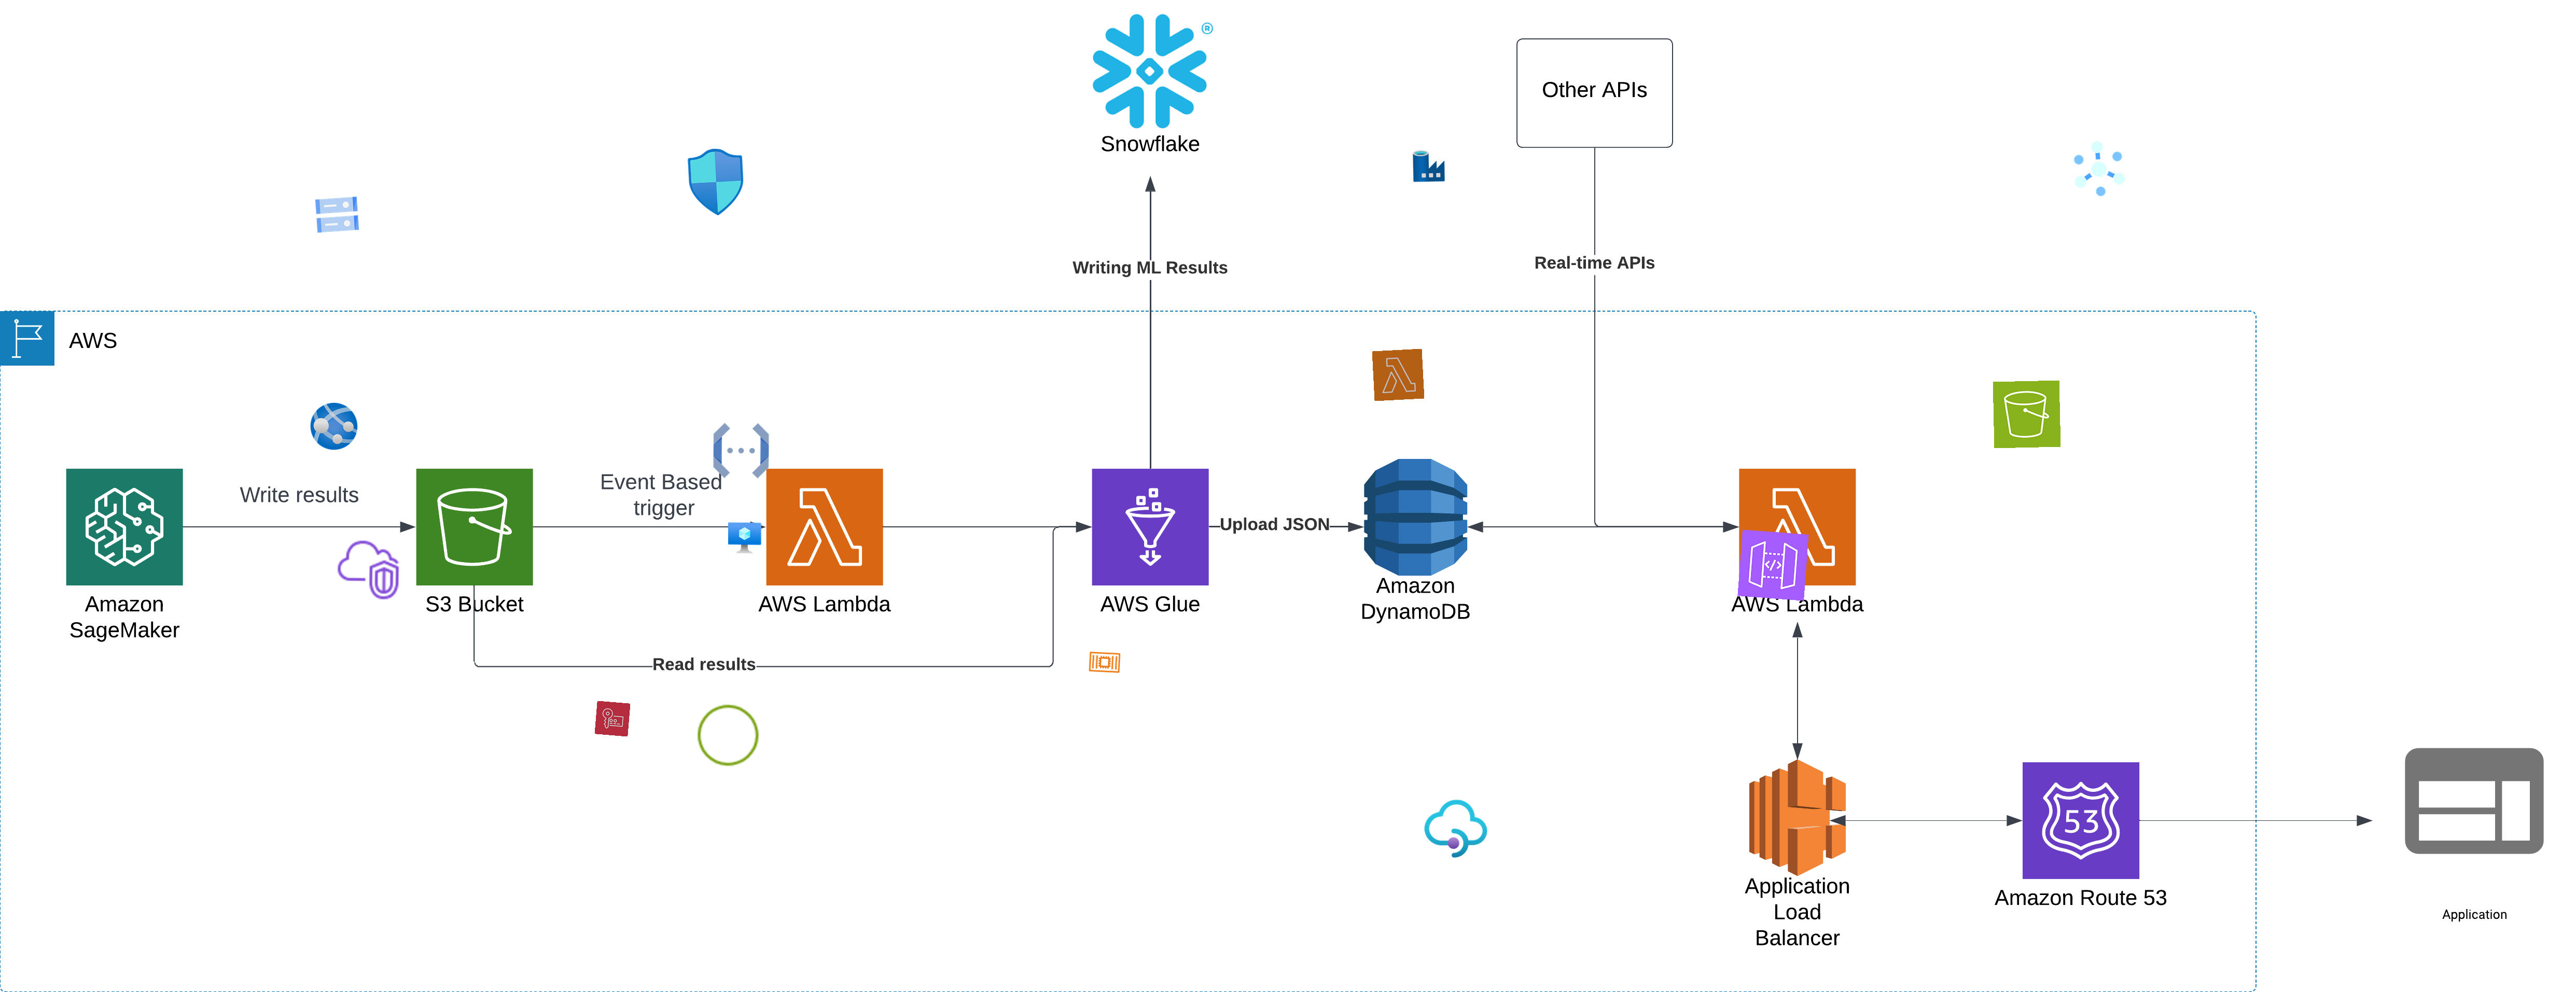 ®
Snowflake
Other APIs
Writing ML Results
Real-time APIs
AWS
Write results
Event Based
trigger
Upload JSON
Amazon
SageMaker
S3 Bucket
AWS Lambda
AWS Glue
Amazon
DynamoDB
AWS Lambda
Read results
53
Application
Load
Balancer
Amazon Route 53
Application